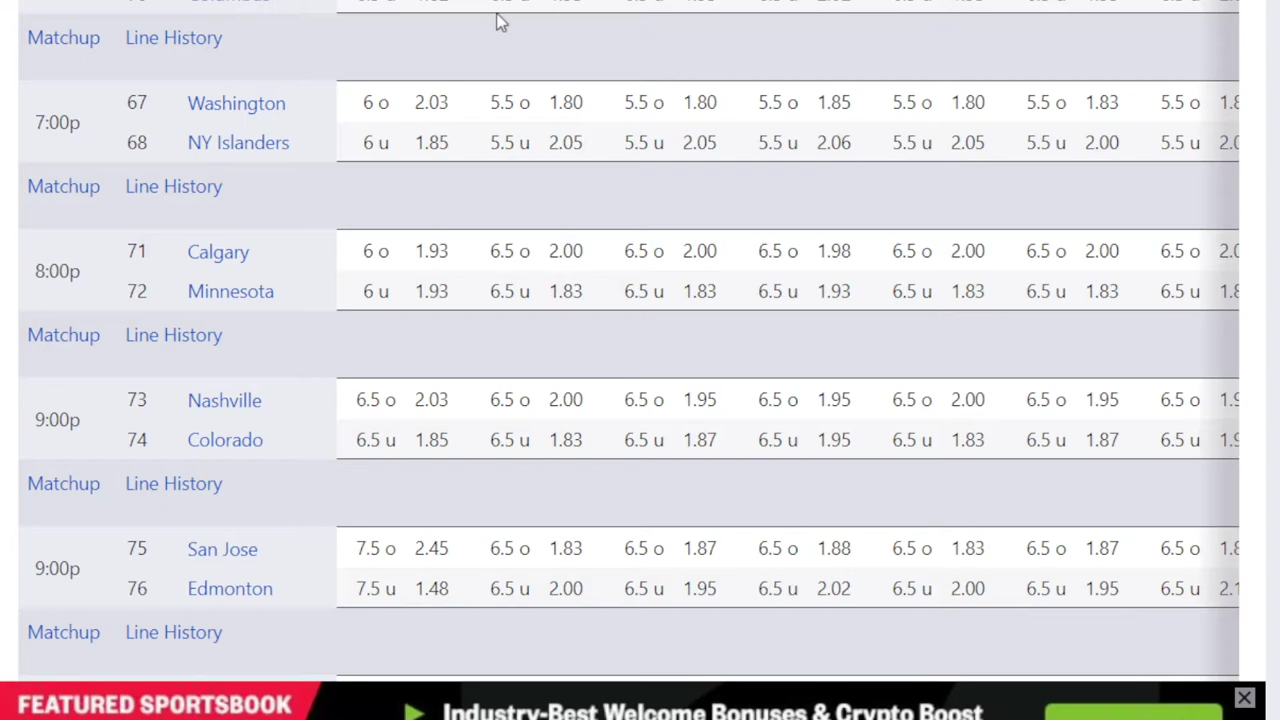 Matchup Line History
67 Washington 6 o 2.03 5.5 o 1.80 5.5 o 1.80 5.5 o 1.85 5.5 o 1.80 5.5 o 1.83 5.5 o
7:00p
68 NY Islanders 6 u 1.85 5.5 u 2.05 5.5 u 2.05 5.5 u 2.06 5.5 u 2.05 5.5 u 2.00 5.5 u
Matchup Line History
71 Calgary 6 o 1.93 6.5 o 2.00 6.5 o 2.00 6.5 o 1.98 6.5 o 2.00 6.5 o 2.00 6.5 o
8:00p
72 Minnesota 6 u 1.93 6.5 u 1.83 6.5 u 1.83 6.5 u 1.93 6.5 u 1.83 6.5 u 1.83 6.5 u
Matchup Line History
73 Nashville 6.5 o 2.03 6.5 o 2.00 6.5 o 1.95 6.5 o 1.95 6.5 o 2.00 6.5 o 1.95 6.5 o
9:00p
74 Colorado 6.5 u 1.85 6.5 u 1.83 6.5 u 1.87 6.5 u 1.95 6.5 u 1.83 6.5 u 1.87 6.5 u
Matchup Line History
75 San Jose 7.5 o 2.45 6.5 o 1.83 6.5 o 1.87 6.5 o 1.88 6.5 o 1.83 6.5 o 1.87 6.5 o
9:00p
76 Edmonton 7.5 u 1.48 6.5 u 2.00 6.5 u 1.95 6.5 u 2.02 6.5 u 2.00 6.5 u 1.95 6.5 u
Matchup Line History
FEATURED SPORTSBOOK Industry-Best Welcome Bonuses & Crypto Boost